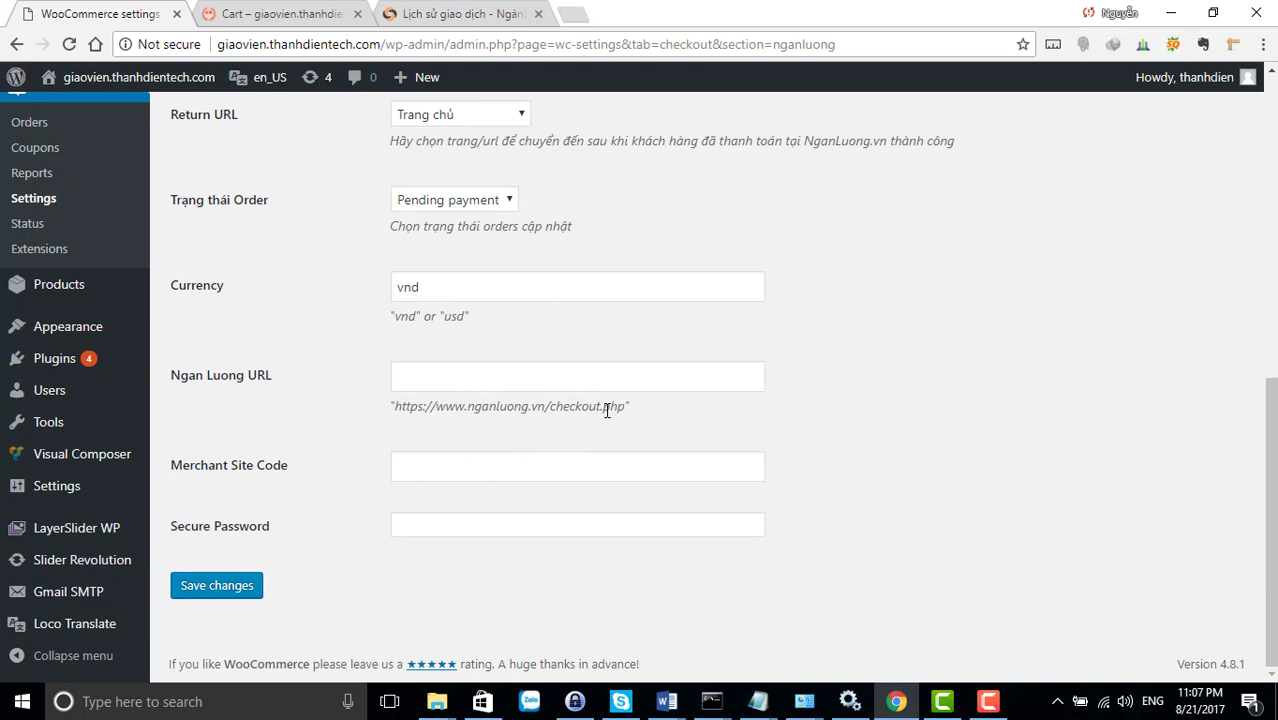 WooCommerce settings
Cart – giaovien.thanhdient
Lịch sử giao dịch - Ngân
Nguyễn
Not secure
giaovien.thanhdientech.com/wp-admin/admin.php?page=wc-settings&tab=checkout&section=nganluong
giaovien.thanhdientech.com
en_US
4
0
New
Howdy, thanhdien
Orders
Coupons
Reports
Settings
Status
Extensions
Products
Appearance
Plugins 4
Users
Tools
Visual Composer
Settings
LayerSlider WP
Slider Revolution
Gmail SMTP
Loco Translate
Collapse menu
Return URL
Trang chủ
Hãy chọn trang/url để chuyển đến sau khi khách hàng đã thanh toán tại NganLuong.vn thành công
Trạng thái Order
Pending payment
Chọn trạng thái orders cập nhật
Currency
vnd
"vnd" or "usd"
Ngan Luong URL
"https://www.nganluong.vn/checkout.php"
Merchant Site Code
Secure Password
Save changes
If you like WooCommerce please leave us a ★★★★★ rating. A huge thanks in advance!
Version 4.8.1
Type here to search
Zalo
ENG
11:07 PM
8/21/2017
1